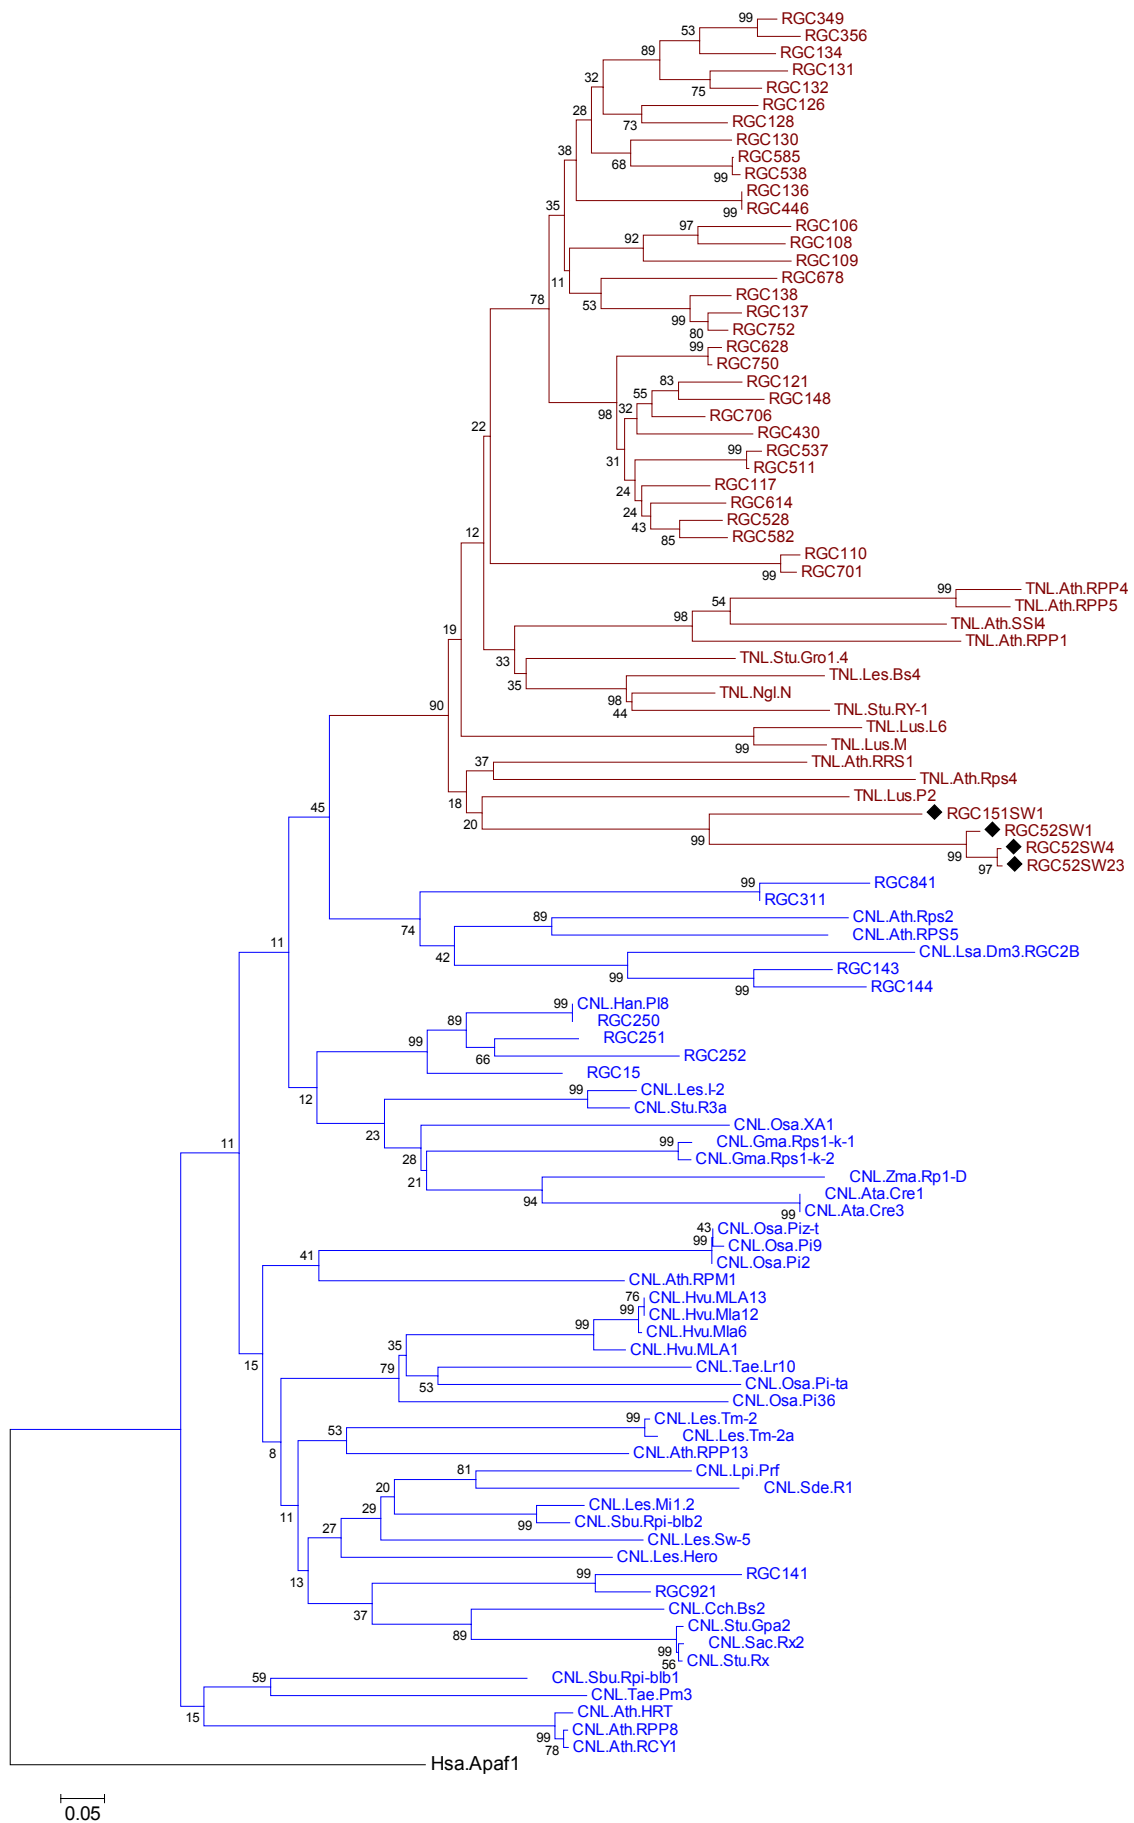 99 RGC349
53 RGC356
89 RGC134
32 RGC131
75 RGC132
28 RGC126
73 RGC128
38 RGC130
68 RGC585
99 RGC538
RGC136
99 RGC446
35
97 RGC106
92 RGC108
RGC109
11 RGC678
53 RGC138
78
99 RGC137
80 RGC752
99 RGC628
RGC750
83 RGC121
55 RGC148
98 32 RGC706
22 RGC430
31 99 RGC537
RGC511
24 RGC117
24 RGC614
43 RGC528
85 RGC582
12
RGC110
99 RGC701
99 TNL.Ath.RPP4
54 TNL.Ath.RPP5
98 TNL.Ath.SSI4
19 TNL.Ath.RPP1
33 TNL.Stu.Gro1.4
35 TNL.Les.Bs4
98 TNL.Ngl.N
44 TNL.Stu.RY-1
90
TNL.Lus.L6
99 TNL.Lus.M
37 TNL.Ath.RRS1
TNL.Ath.Rps4
18 TNL.Lus.P2
45
20 RGC151SW1
99 RGC52SW1
99 RGC52SW4
97 RGC52SW23
99 RGC841
RGC311
74 89 CNL.Ath.Rps2
CNL.Ath.RPS5
11
42 CNL.Lsa.Dm3.RGC2B
99 RGC143
99 RGC144
99 CNL.Han.Pl8
89 RGC250
99 RGC251
66 RGC252
RGC15
12 99 CNL.Les.I-2
CNL.Stu.R3a
23 CNL.Osa.XA1
11
99 CNL.Gma.Rps1-k-1
28 CNL.Gma.Rps1-k-2
21 CNL.Zma.Rp1-D
94 CNL.Ata.Cre1
99 CNL.Ata.Cre3
43 CNL.Osa.Piz-t
99 CNL.Osa.Pi9
41 CNL.Osa.Pi2
CNL.Ath.RPM1
76 CNL.Hvu.MLA13
99 CNL.Hvu.Mla12
99 CNL.Hvu.Mla6
35 CNL.Hvu.MLA1
15 79 CNL.Tae.Lr10
53 CNL.Osa.Pi-ta
CNL.Osa.Pi36
99 CNL.Les.Tm-2
53 CNL.Les.Tm-2a
8 CNL.Ath.RPP13
81 CNL.Lpi.Prf
20 CNL.Sde.R1
11 29 CNL.Les.Mi1.2
27 99 CNL.Sbu.Rpi-blb2
CNL.Les.Sw-5
CNL.Les.Hero
13 99 RGC141
RGC921
37 CNL.Cch.Bs2
89 CNL.Stu.Gpa2
99 CNL.Sac.Rx2
56 CNL.Stu.Rx
59 CNL.Sbu.Rpi-blb1
CNL.Tae.Pm3
15 CNL.Ath.HRT
99 CNL.Ath.RPP8
78 CNL.Ath.RCY1
Hsa.Apaf1
0.05